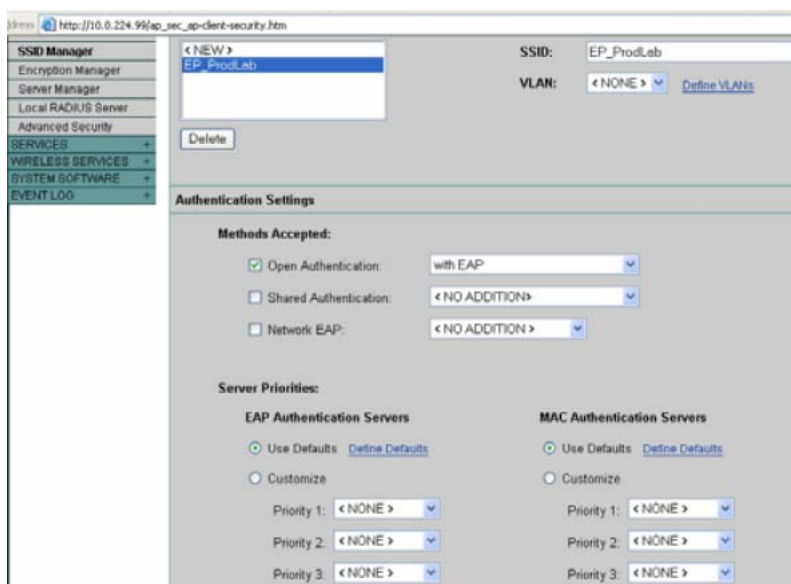 http://10.0.224.99/ap_sec_ap-client-security.htm
SSID Manager
Encryption Manager
Server Manager
Local RADIUS Server
Advanced Security
SERVICES +
WIRELESS SERVICES +
SYSTEM SOFTWARE +
EVENT LOG +
< NEW >
EP_ProdLab
Delete
SSID: EP_ProdLab
VLAN: < NONE > Define VLANs
Authentication Settings
Methods Accepted:
Open Authentication: with EAP
Shared Authentication: < NO ADDITION>
Network EAP: < NO ADDITION >
Server Priorities:
EAP Authentication Servers
Use Defaults Define Defaults
Customize
Priority 1: < NONE >
Priority 2: < NONE >
Priority 3: < NONE >
MAC Authentication Servers
Use Defaults Define Defaults
Customize
Priority 1: < NONE >
Priority 2: < NONE >
Priority 3: < NONE >